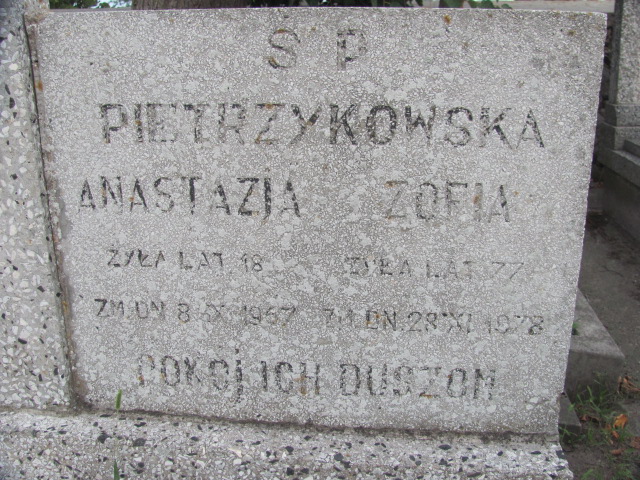 Ś P
PIETRZYKOWSKA
ANASTAZJA ZOFIA
ŻYŁA LAT 18 ŻYŁA LAT 77
ZM. DN 8 IX 1967 ZM. DN. 28 XI 1978
POKÓJ ICH DUSZOM